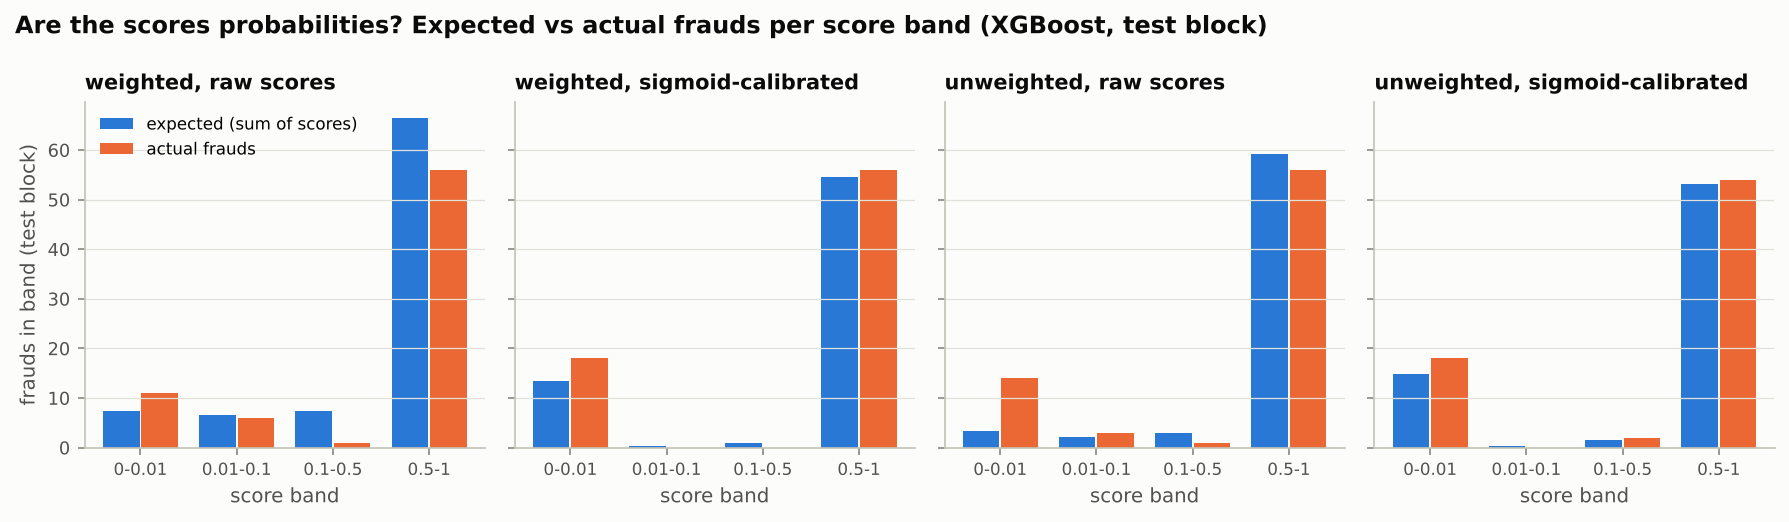 Are the scores probabilities? Expected vs actual frauds per score band (XGBoost, test block)
weighted, raw scores
expected (sum of scores)
actual frauds
frauds in band (test block)
60
50
40
30
20
10
0
0-0.01 0.01-0.1 0.1-0.5 0.5-1
score band
weighted, sigmoid-calibrated
0-0.01 0.01-0.1 0.1-0.5 0.5-1
score band
unweighted, raw scores
0-0.01 0.01-0.1 0.1-0.5 0.5-1
score band
unweighted, sigmoid-calibrated
0-0.01 0.01-0.1 0.1-0.5 0.5-1
score band